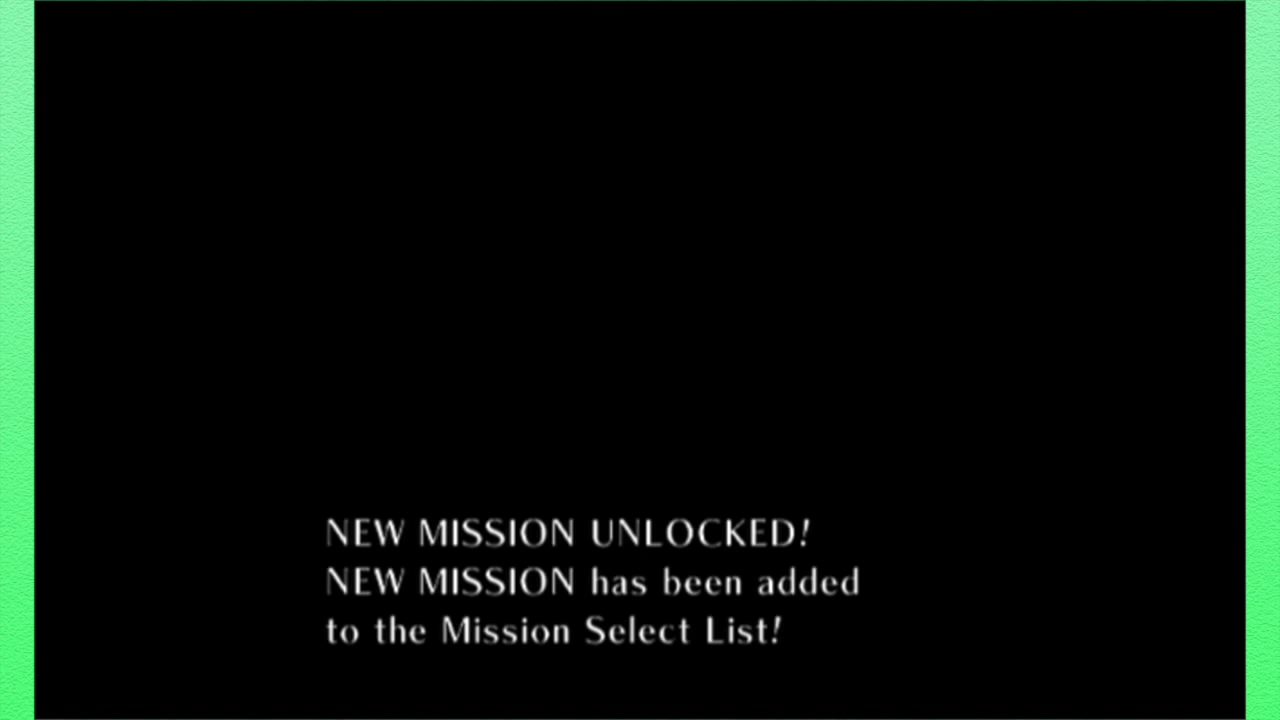 NEW MISSION UNLOCKED!
NEW MISSION has been added
to the Mission Select List!